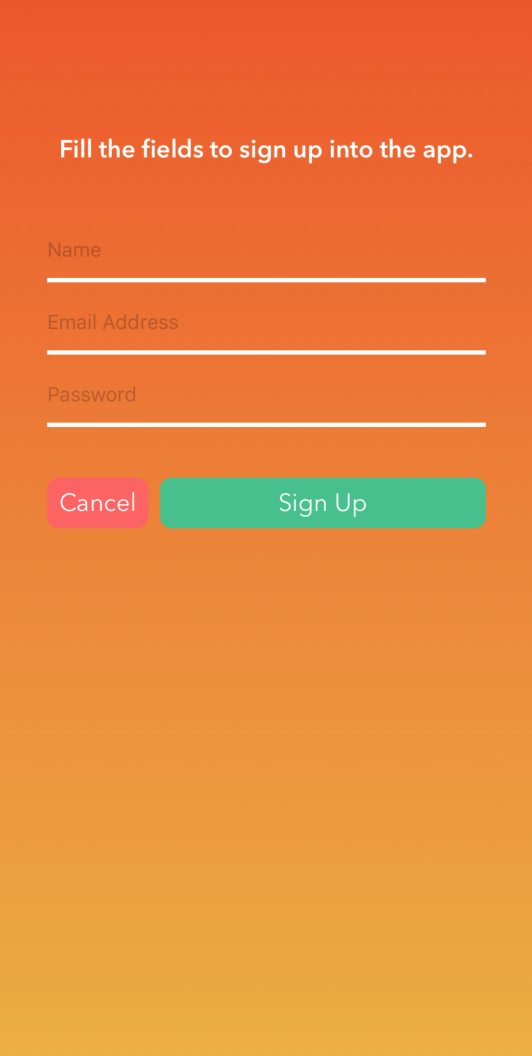 Fill the fields to sign up into the app.
Name
Email Address
Password
Cancel
Sign Up